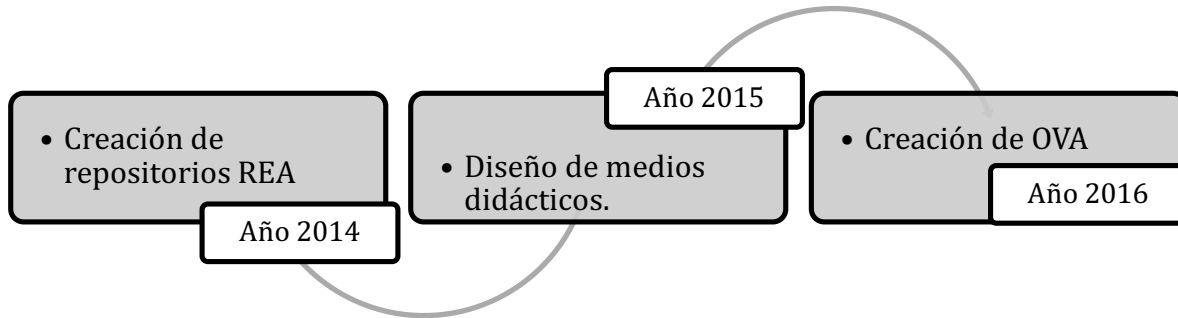 • Creación de
repositorios REA
Año 2014
Año 2015
• Diseño de medios
didácticos.
• Creación de OVA
Año 2016